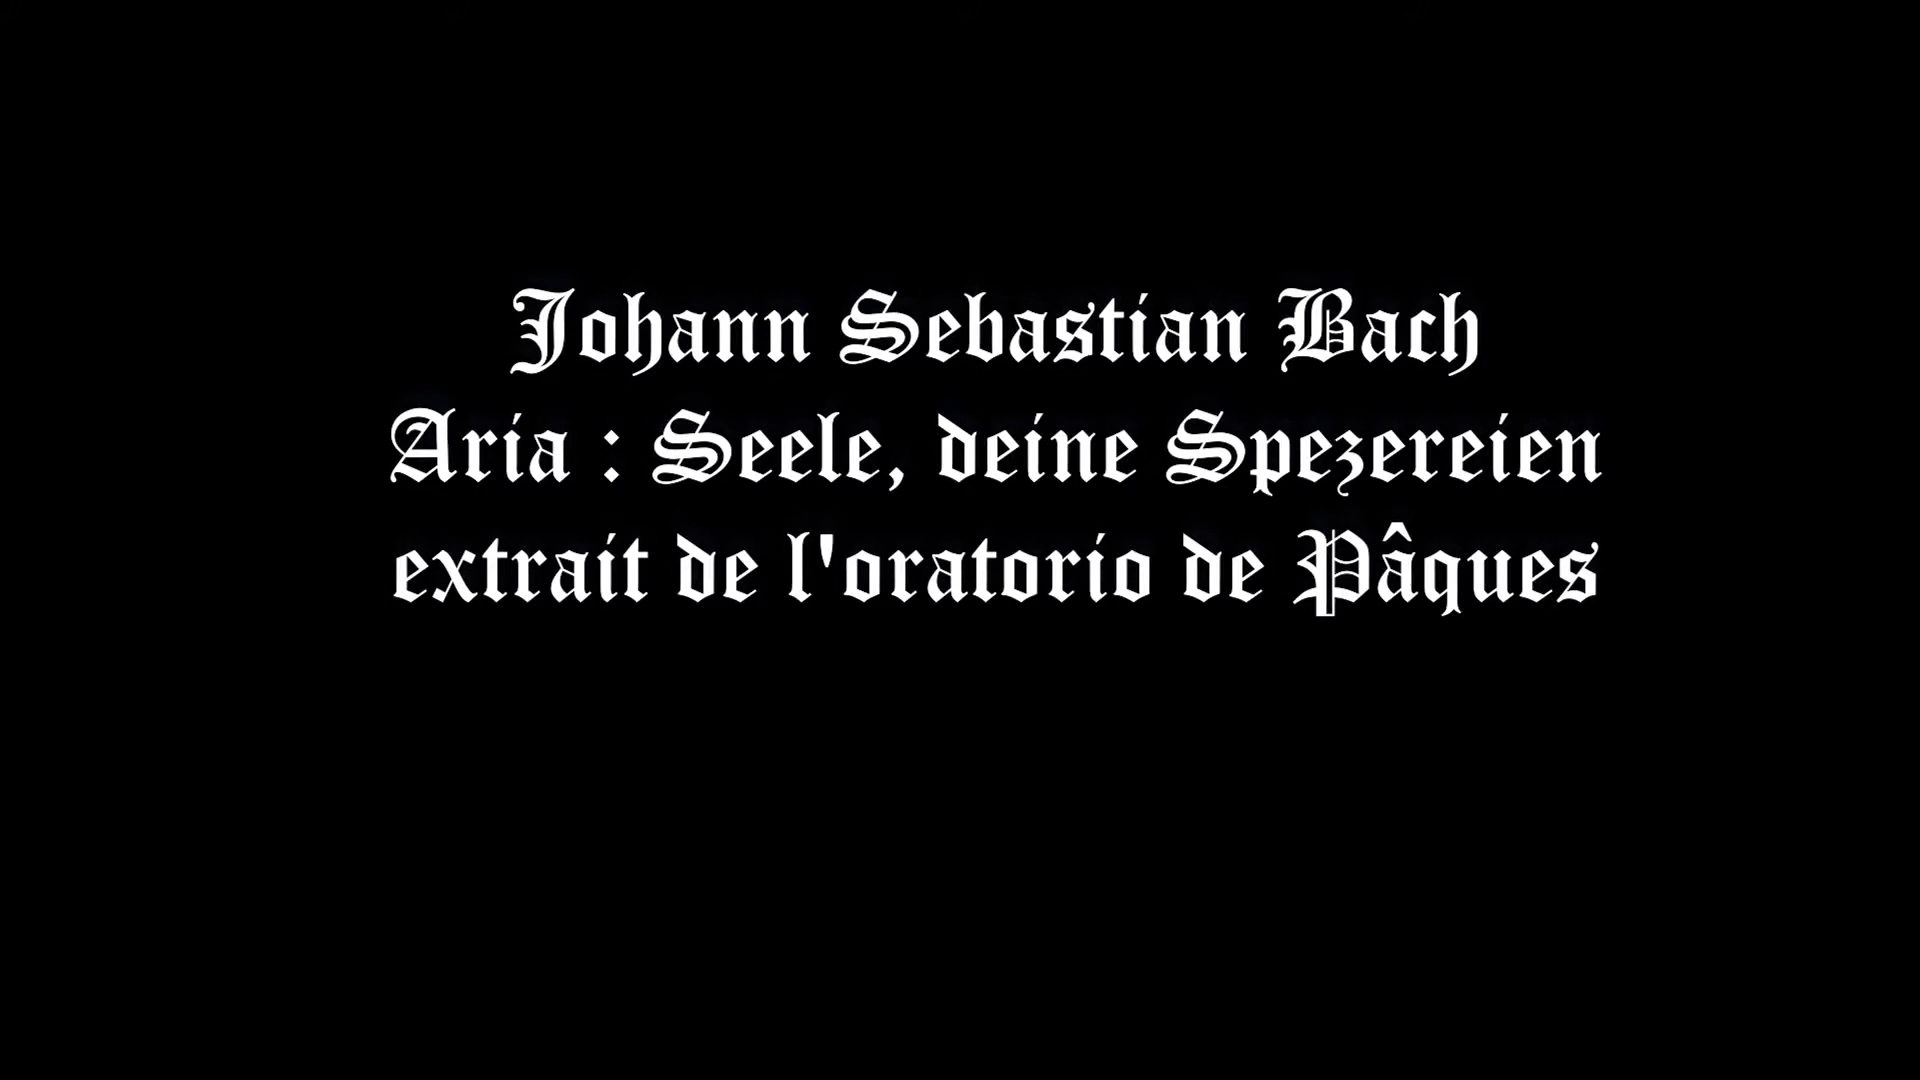 Johann Sebastian Bach
Aria : Seele, deine Spezereien
extrait de l'oratorio de Pâques